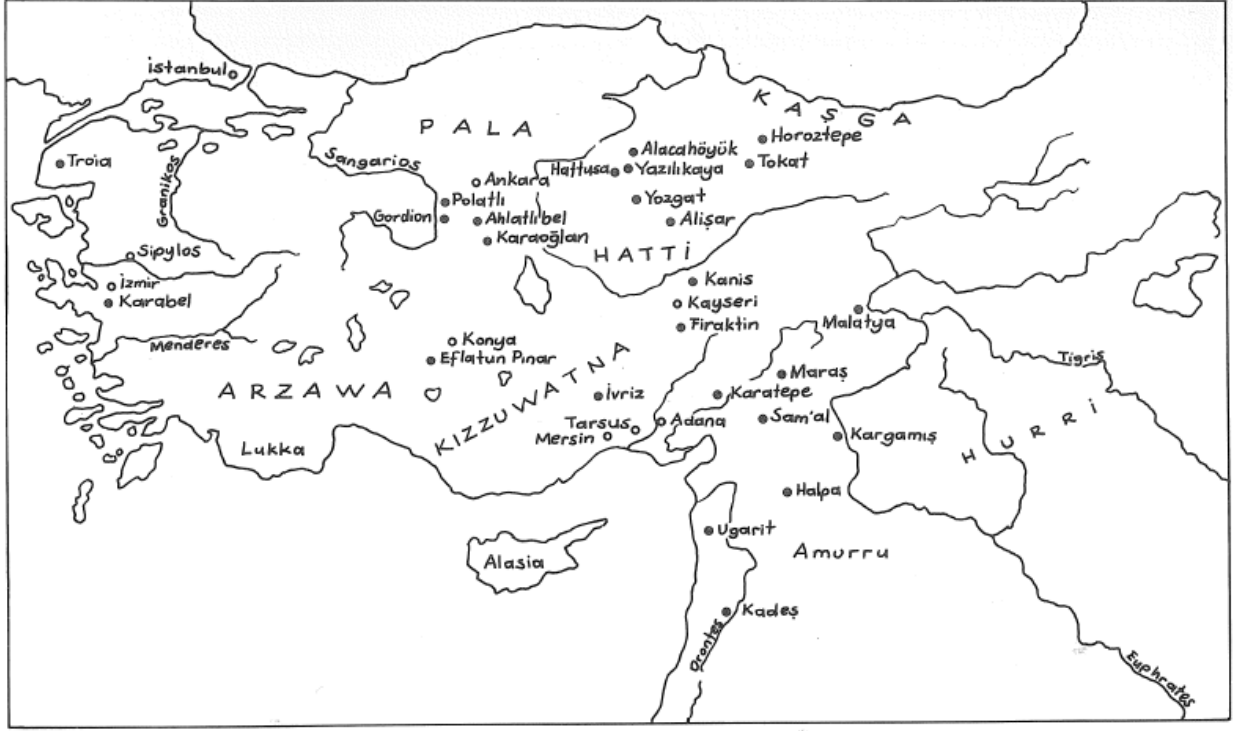 İstanbul
KAŞGA
PALA
Horoztepe
Alacahöyük
Troia
Sangarios
Hattusa
Yazılıkaya
Tokat
Granikos
Ankara
Polatlı
Yozgat
Gordion
Ahlatlıbel
Alişar
Karaoğlan
Sipylos
HATTİ
İzmir
Kanis
Karabel
Kayseri
Firaktin
Malatya
Menderes
Konya
Eflatun Pınar
Tigris
Maraş
ARZAWA
KIZZUWATNA
İvriz
Karatepe
Tarsus
Adana
Sam'al
HURRİ
Mersin
Kargamış
Lukka
Halpa
Ugarit
Alasia
Amurru
Kadeş
Orontes
Euphrates